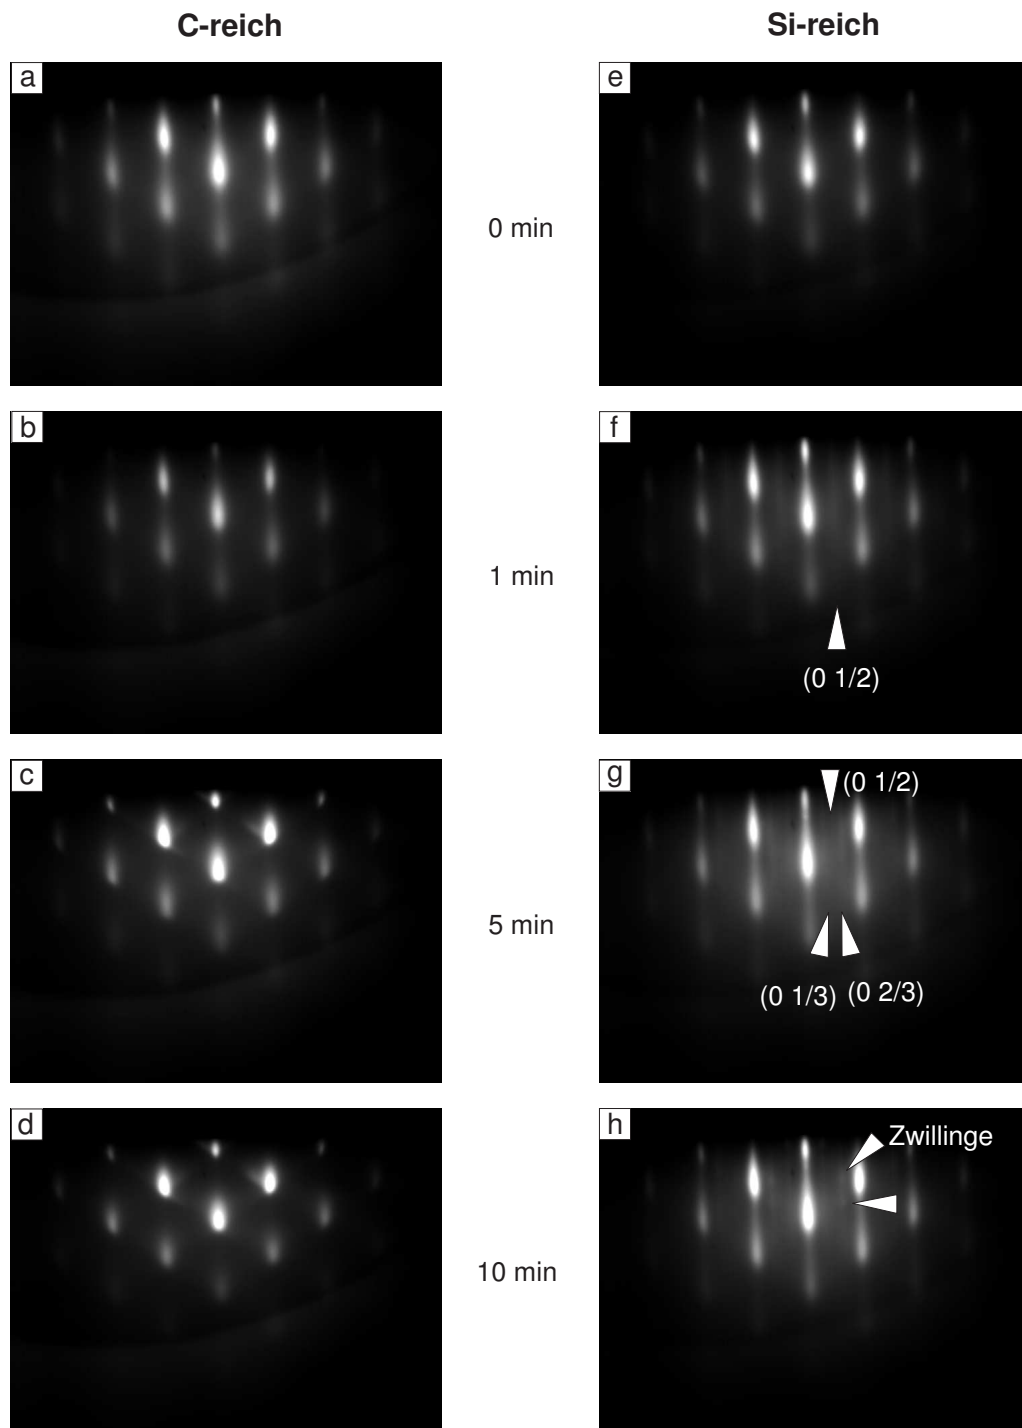 C-reich
Si-reich
a
e
0 min
b
f
1 min
(0 1/2)
c
g
(0 1/2)
5 min
(0 1/3)
(0 2/3)
d
h
Zwillinge
10 min